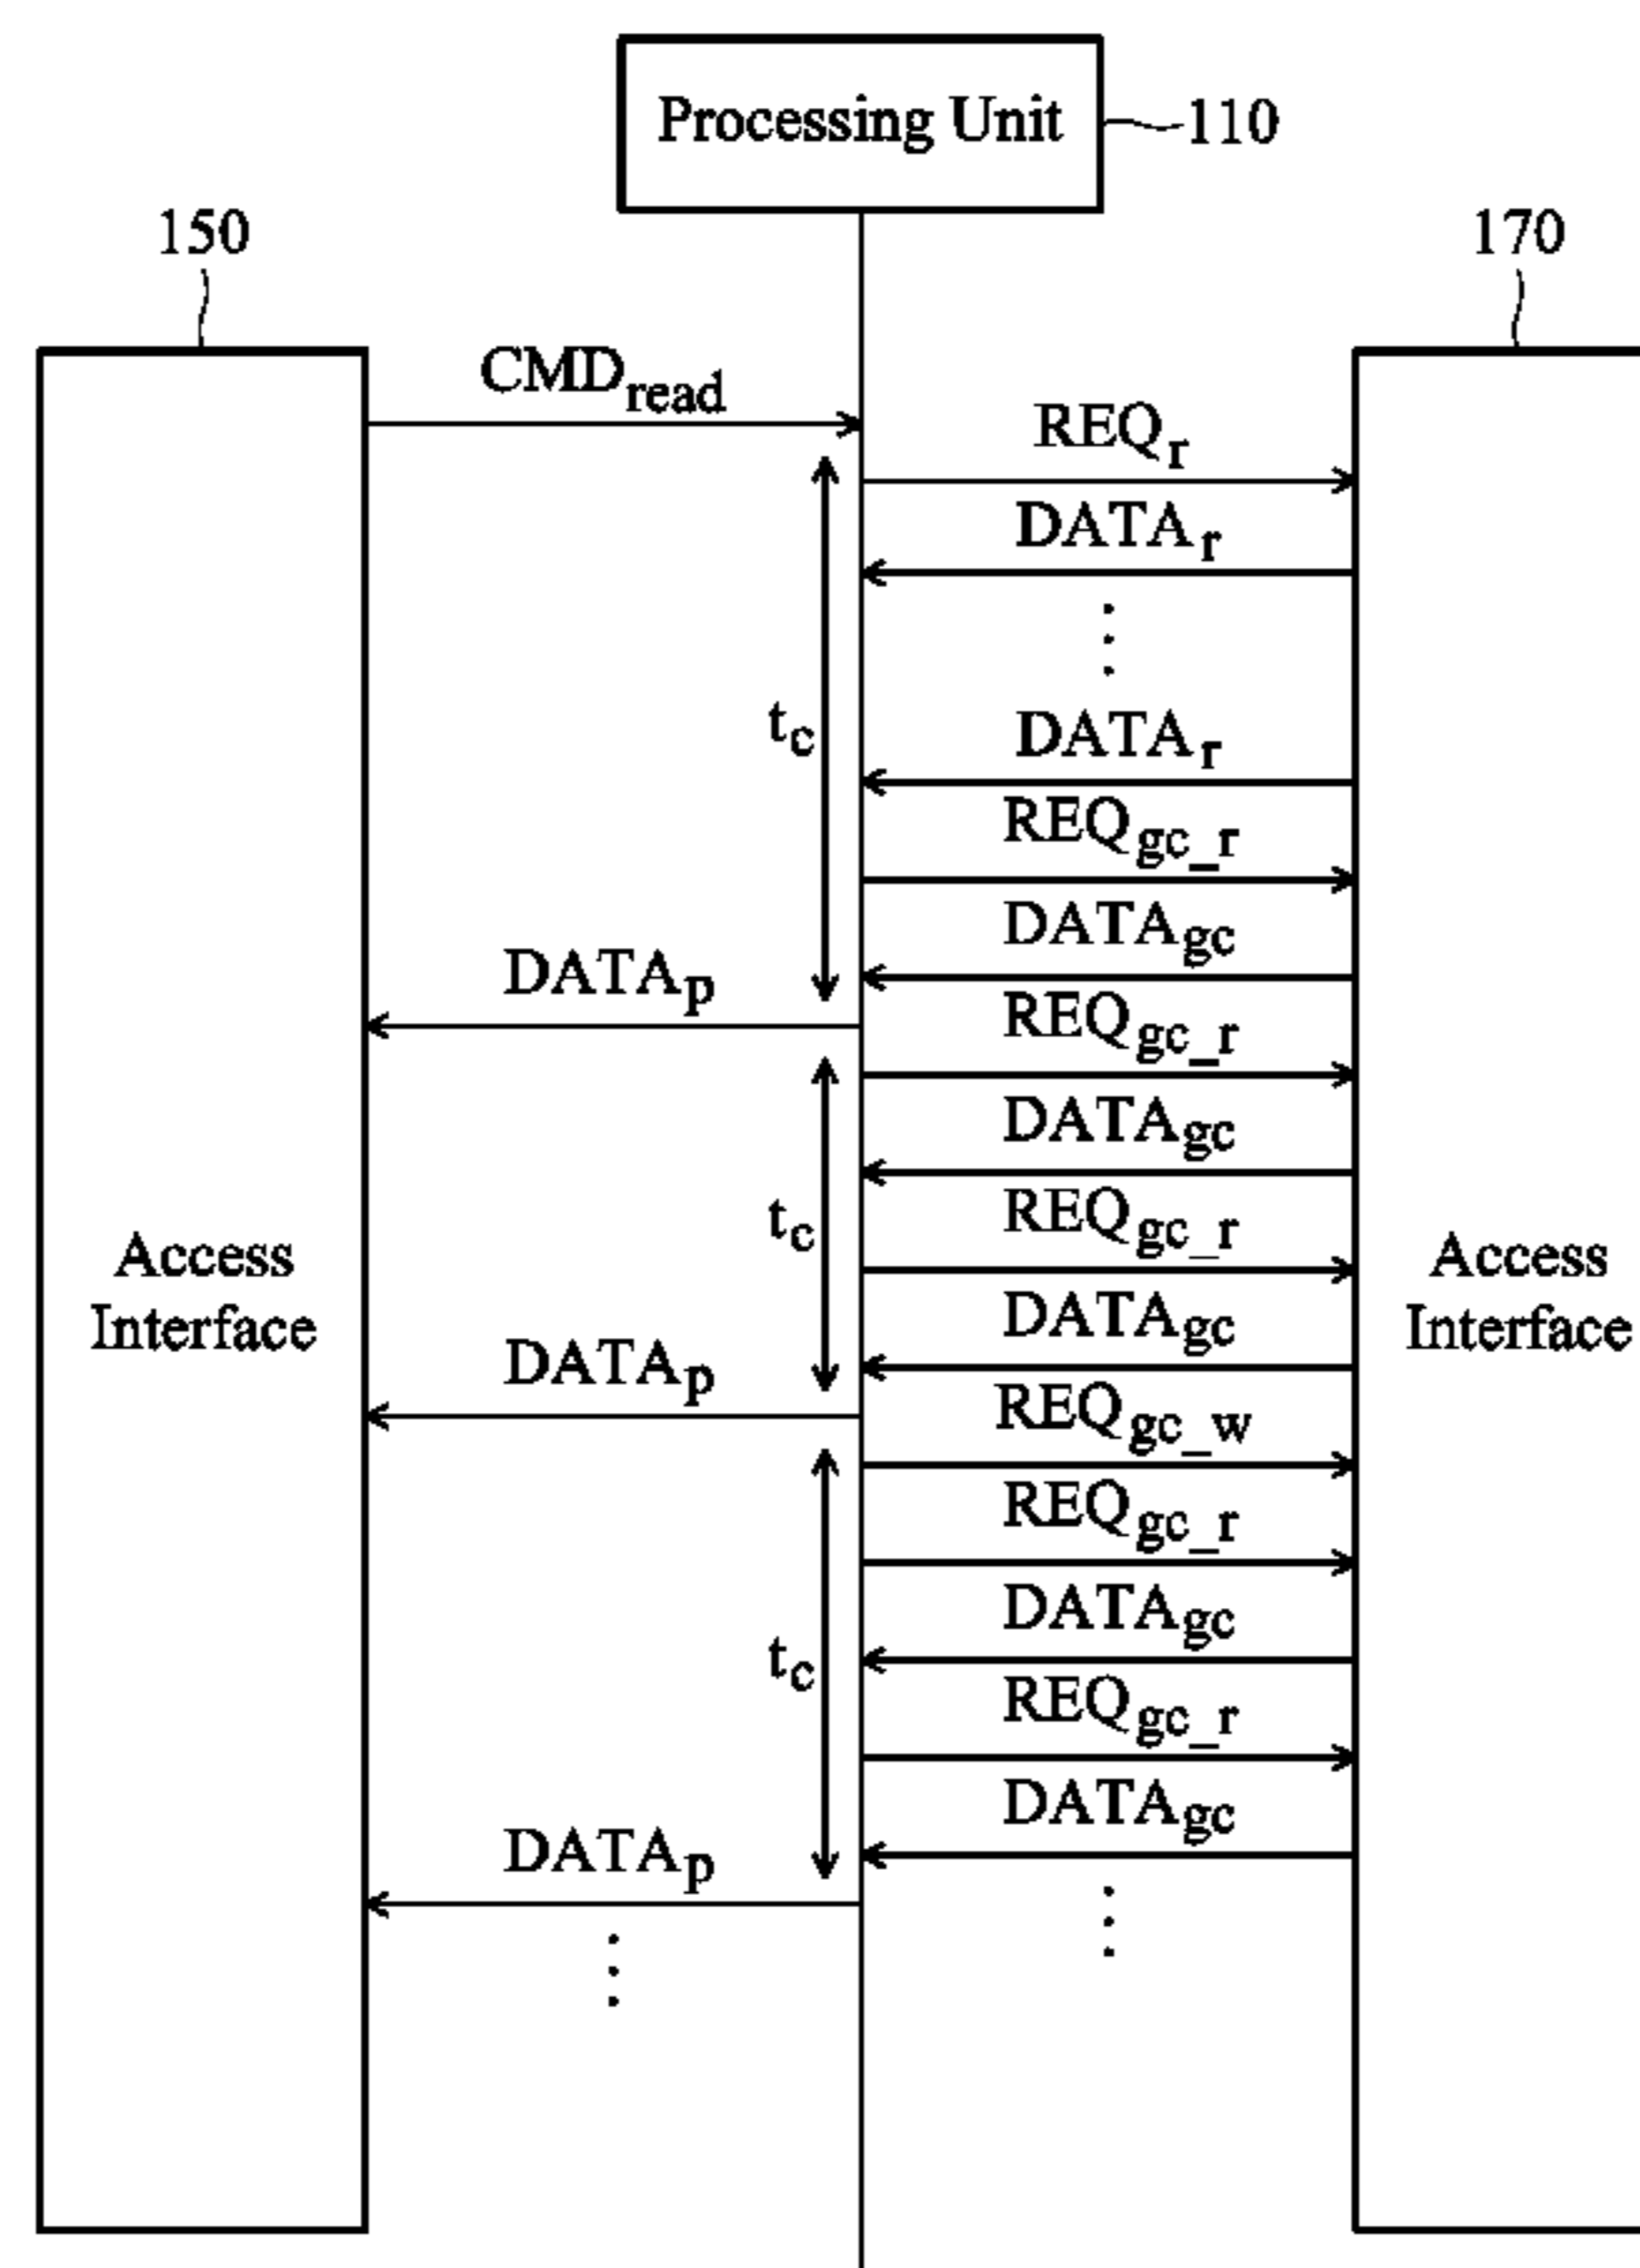 Processing Unit
110
150
170
CMDread
REQr
DATAr
tc
DATAr
REQgc_r
DATAgc
DATAp
REQgc_r
DATAgc
tc
REQgc_r
Access
Interface
Access
Interface
DATAgc
DATAp
REQgc_w
REQgc_r
DATAgc
tc
REQgc_r
DATAgc
DATAp